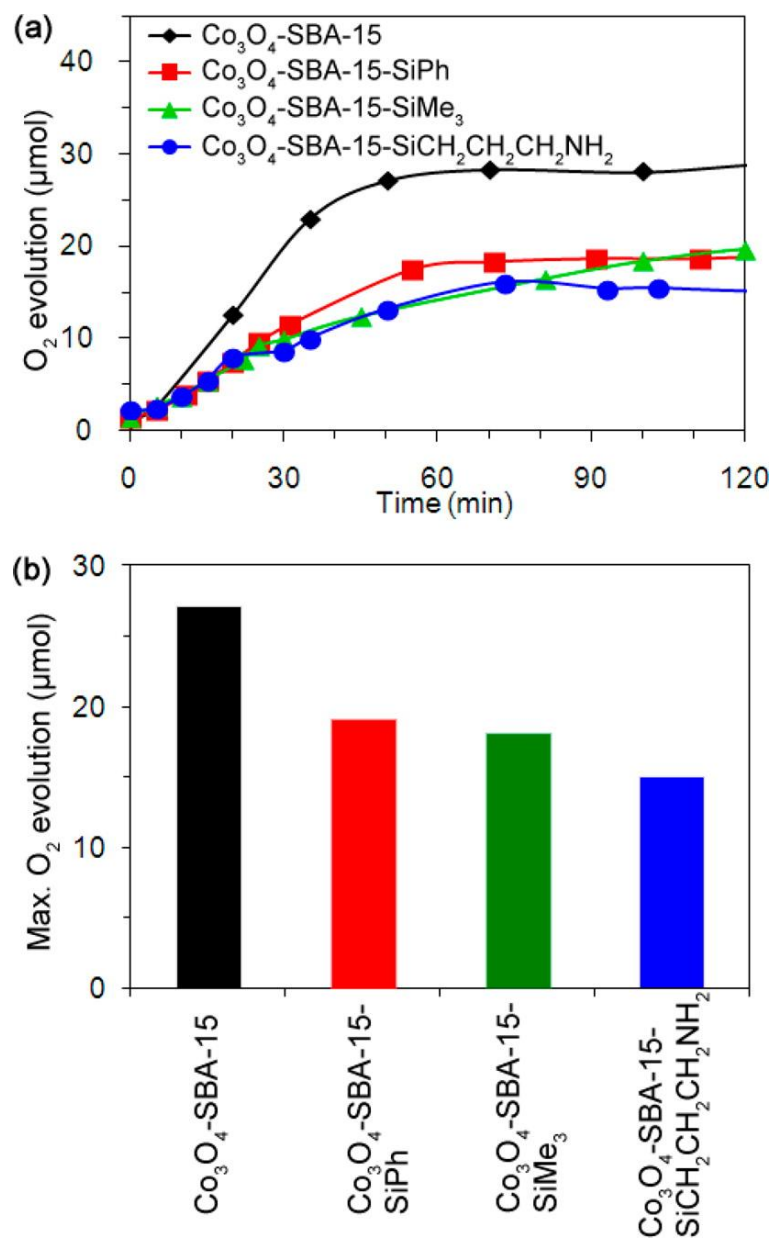 (a)
Co₃O₄-SBA-15
Co₃O₄-SBA-15-SiPh
Co₃O₄-SBA-15-SiMe₃
Co₃O₄-SBA-15-SiCH₂CH₂CH₂NH₂
O₂ evolution (µmol)
40
30
20
10
0
0 30 60 90 120
Time (min)
(b)
Max. O₂ evolution (µmol)
30
20
10
0
Co₃O₄-SBA-15
Co₃O₄-SBA-15-
SiPh
Co₃O₄-SBA-15-
SiMe₃
Co₃O₄-SBA-15-
SiCH₂CH₂CH₂NH₂